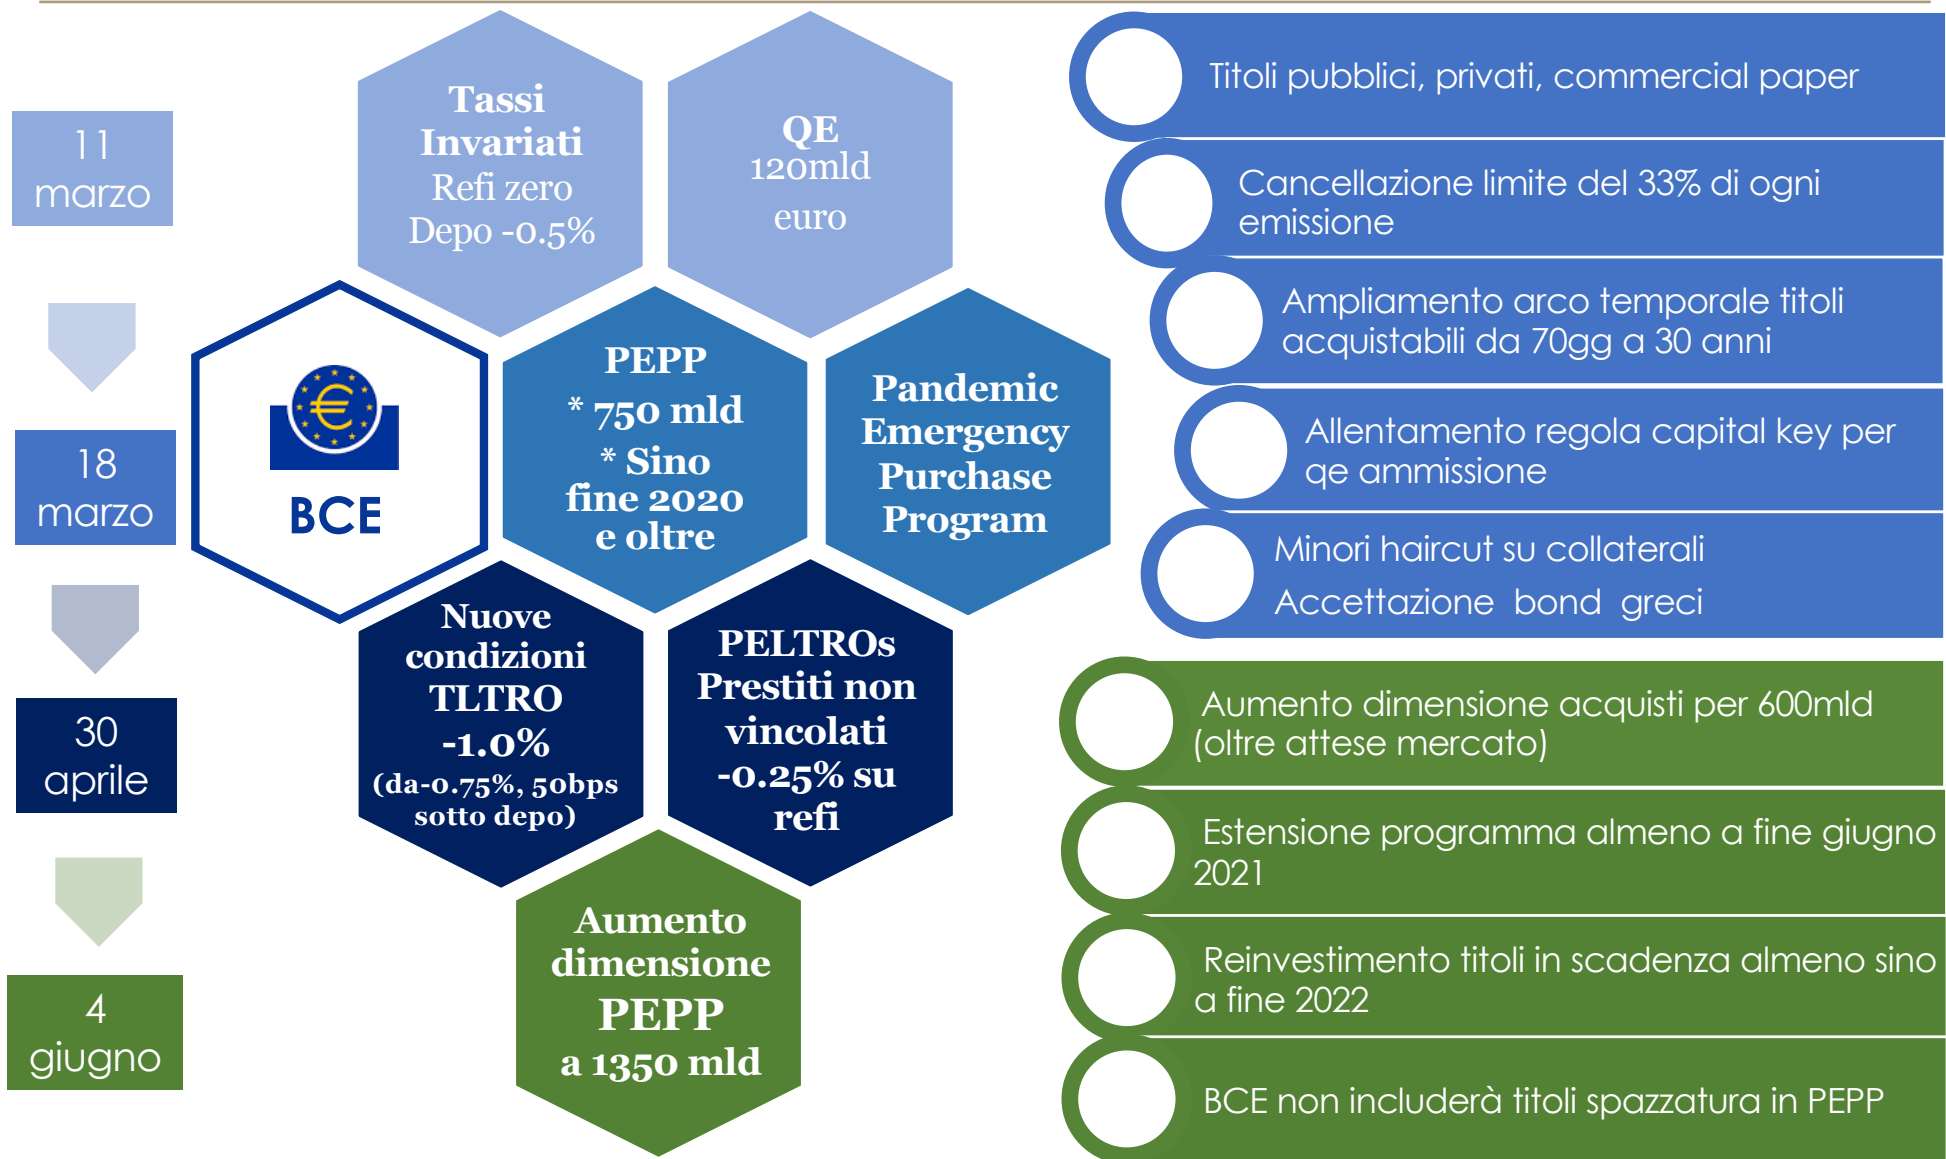 11
marzo
18
marzo
30
aprile
4
giugno
Tassi
Invariati
Refi zero
Depo -0.5%
QE
120mld
euro
€
BCE
PEPP
* 750 mld
* Sino
fine 2020
e oltre
Pandemic
Emergency
Purchase
Program
Nuove
condizioni
TLTRO
-1.0%
(da-0.75%, 50bps
sotto depo)
PELTROs
Prestiti non
vincolati
-0.25% su
refi
Aumento
dimensione
PEPP
a 1350 mld
Titoli pubblici, privati, commercial paper
Cancellazione limite del 33% di ogni
emissione
Ampliamento arco temporale titoli
acquistabili da 70gg a 30 anni
Allentamento regola capital key per
qe ammissione
Minori haircut su collaterali
Accettazione bond greci
Aumento dimensione acquisti per 600mld
(oltre attese mercato)
Estensione programma almeno a fine giugno
2021
Reinvestimento titoli in scadenza almeno sino
a fine 2022
BCE non includerà titoli spazzatura in PEPP